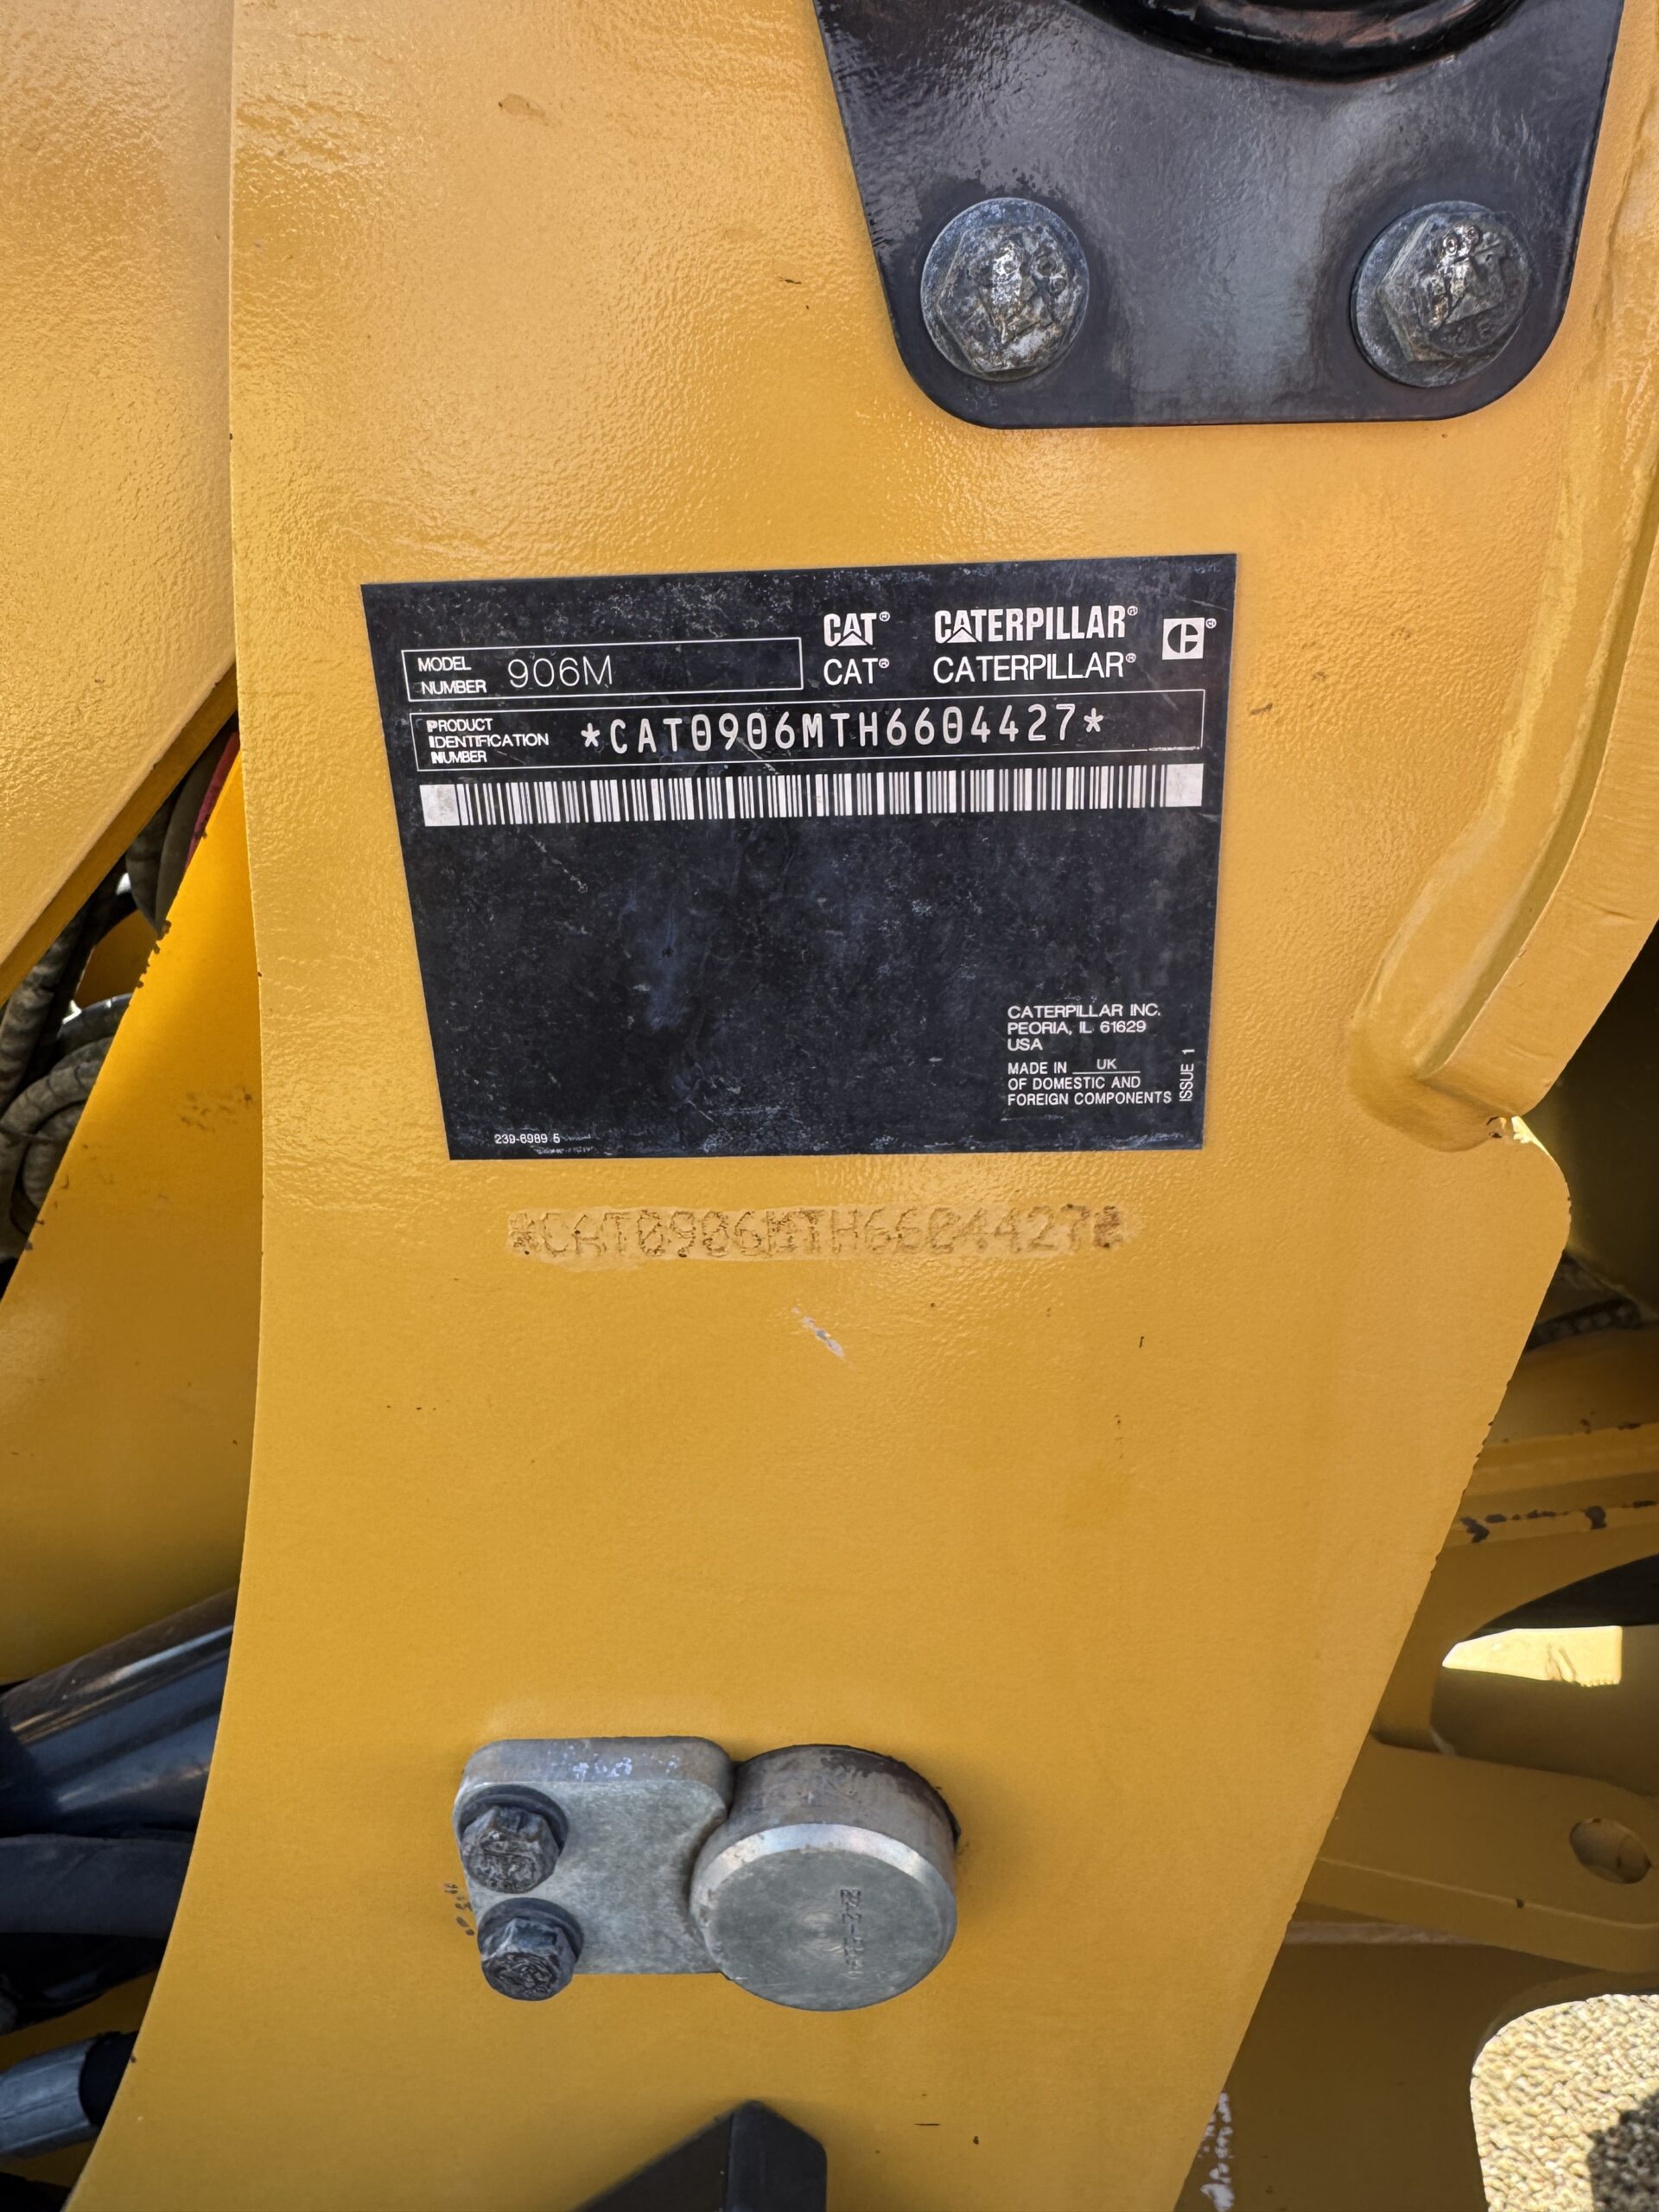 CAT® CATERPILLAR®
CAT® CATERPILLAR®
MODEL NUMBER 906M
PRODUCT IDENTIFICATION NUMBER *CAT0906MTH6604427*
CATERPILLAR INC.
PEORIA, IL 61629
USA
MADE IN UK
OF DOMESTIC AND
FOREIGN COMPONENTS
ISSUE 1
239-6989 5
*CAT0906MTH6604427*